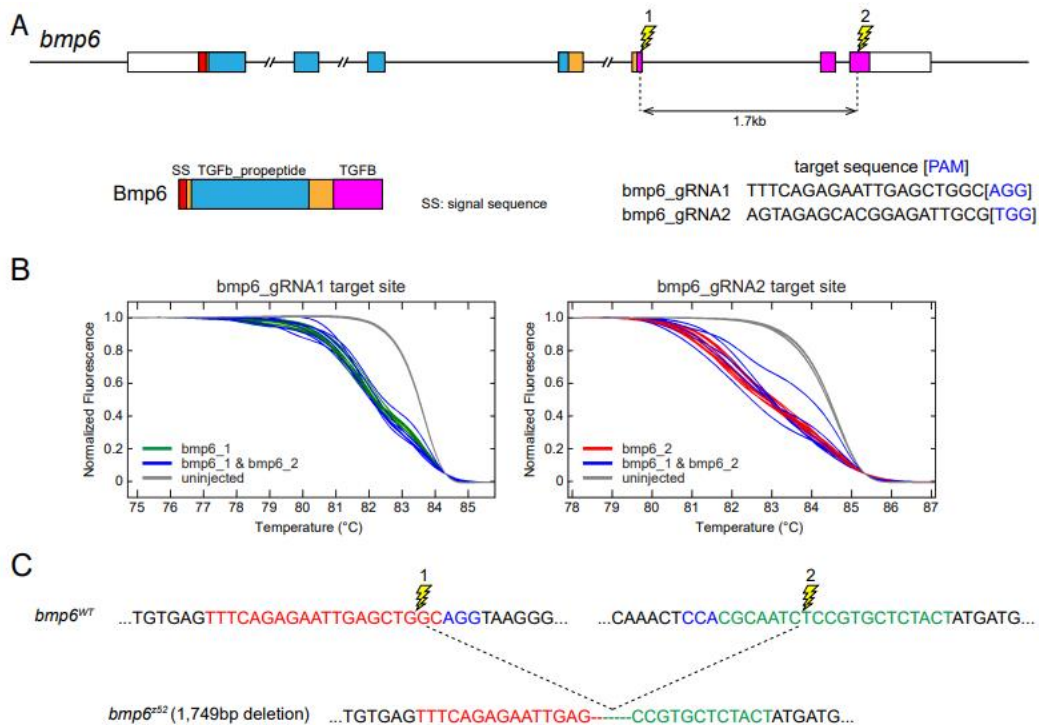 A
bmp6
1
2
1.7kb
SS TGFb_propeptide TGFB
Bmp6
SS: signal sequence
target sequence [PAM]
bmp6_gRNA1 TTTCAGAGAATTGAGCTGGC[AGG]
bmp6_gRNA2 AGTAGAGCACGGAGATTGCG[TGG]
B
bmp6_gRNA1 target site
Normalized Fluorescence
1.0
0.8
0.6
0.4
0.2
0
bmp6_1
bmp6_1 & bmp6_2
uninjected
75 76 77 78 79 80 81 82 83 84 85
Temperature (°C)
bmp6_gRNA2 target site
Normalized Fluorescence
1.0
0.8
0.6
0.4
0.2
0
bmp6_2
bmp6_1 & bmp6_2
uninjected
78 79 80 81 82 83 84 85 86 87
Temperature (°C)
C
1
2
bmp6WT ...TGTGAGTTTCAGAGAATTGAGCTGGCAGGTAAGGG... ...CAAACTCCACGCAATCTCCGTGCTCTACTATGATG...
bmp6z52 (1,749bp deletion) ...TGTGAGTTTCAGAGAATTGAG------CCGTGCTCTACTATGATG...